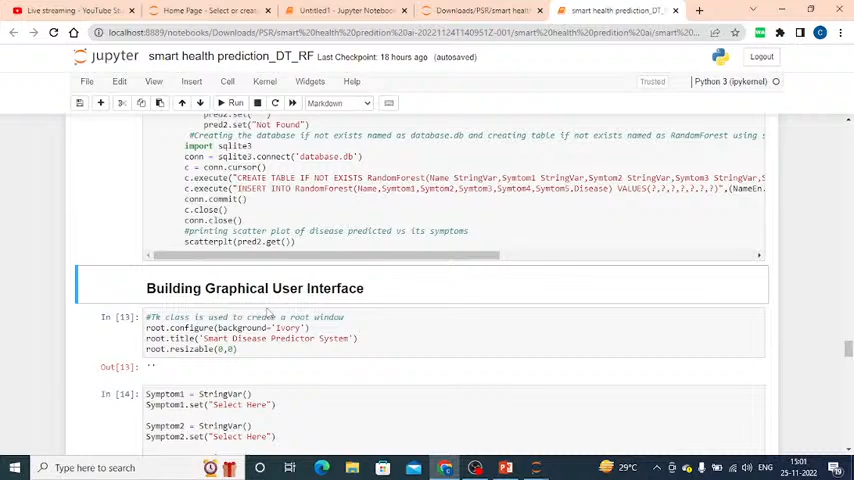 Live streaming - YouTube St
Home Page - Select or create
Untitled1 - Jupyter Notebook
Downloads/PSR/smart healt
smart health prediction_DT_R
localhost:8889/notebooks/Downloads/PSR/smart%20health%20predition%20ai-20221124T140951Z-001/smart%20health%20predition%20ai/smart...
jupyter smart health prediction_DT_RF Last Checkpoint: 18 hours ago (autosaved)
Logout
File Edit View Insert Cell Kernel Widgets Help
Trusted Python 3 (ipykernel)
Run Markdown
pred2.set(" ")
pred2.set("Not Found")
#Creating the database if not exists named as database.db and creating table if not exists named as RandomForest using s
import sqlite3
conn = sqlite3.connect('database.db')
c = conn.cursor()
c.execute("CREATE TABLE IF NOT EXISTS RandomForest(Name StringVar,Symtom1 StringVar,Symtom2 StringVar,Symtom3 StringVar,Sy
c.execute("INSERT INTO RandomForest(Name,Symtom1,Symtom2,Symtom3,Symtom4,Symtom5,Disease) VALUES(?,?,?,?,?,?,?)",(NameEn.
conn.commit()
c.close()
conn.close()
#printing scatter plot of disease predicted vs its symptoms
scatterplt(pred2.get())
Building Graphical User Interface
In [13]:
#Tk class is used to create a root window
root.configure(background='Ivory')
root.title('Smart Disease Predictor System')
root.resizable(0,0)
Out[13]: ''
In [14]:
Symptom1 = StringVar()
Symptom1.set("Select Here")
Symptom2 = StringVar()
Symptom2.set("Select Here")
Type here to search
29°C
ENG
15:01
25-11-2022